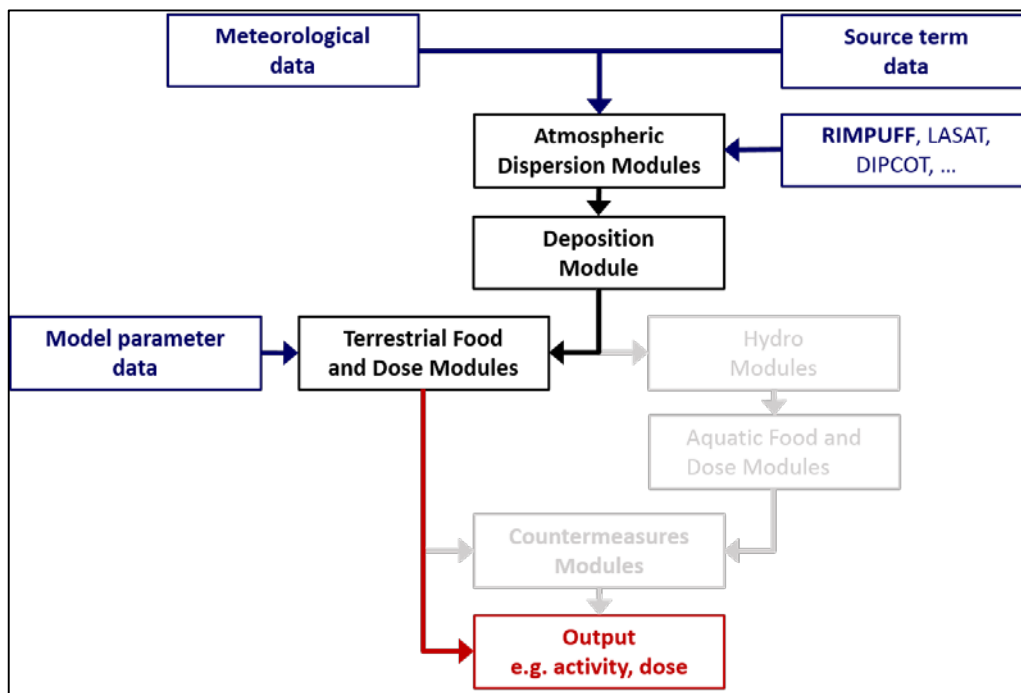 Meteorological
data
Source term
data
Atmospheric
Dispersion Modules
RIMPUFF, LASAT,
DIPCOT, ...
Deposition
Module
Model parameter
data
Terrestrial Food
and Dose Modules
Hydro
Modules
Aquatic Food and
Dose Modules
Countermeasures
Modules
Output
e.g. activity, dose